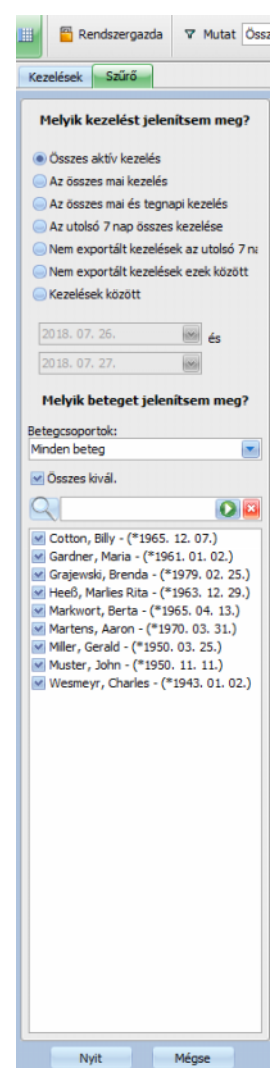 Rendszergazda Mutat Össz
Kezelések Szűrő
Melyik kezelést jelenítsem meg?
Összes aktív kezelés
Az összes mai kezelés
Az összes mai és tegnapi kezelés
Az utolsó 7 nap összes kezelése
Nem exportált kezelések az utolsó 7 na
Nem exportált kezelések ezek között
Kezelések között
2018. 07. 26. és
2018. 07. 27.
Melyik beteget jelenítsem meg?
Betegcsoportok:
Minden beteg
Összes kivál.
Cotton, Billy - (*1965. 12. 07.)
Gardner, Maria - (*1961. 01. 02.)
Grajewski, Brenda - (*1979. 02. 25.)
Heeß, Marlies Rita - (*1963. 12. 29.)
Markwort, Berta - (*1965. 04. 13.)
Martens, Aaron - (*1970. 03. 31.)
Miller, Gerald - (*1950. 03. 25.)
Muster, John - (*1950. 11. 11.)
Wesmeyr, Charles - (*1943. 01. 02.)
Nyit Mégse